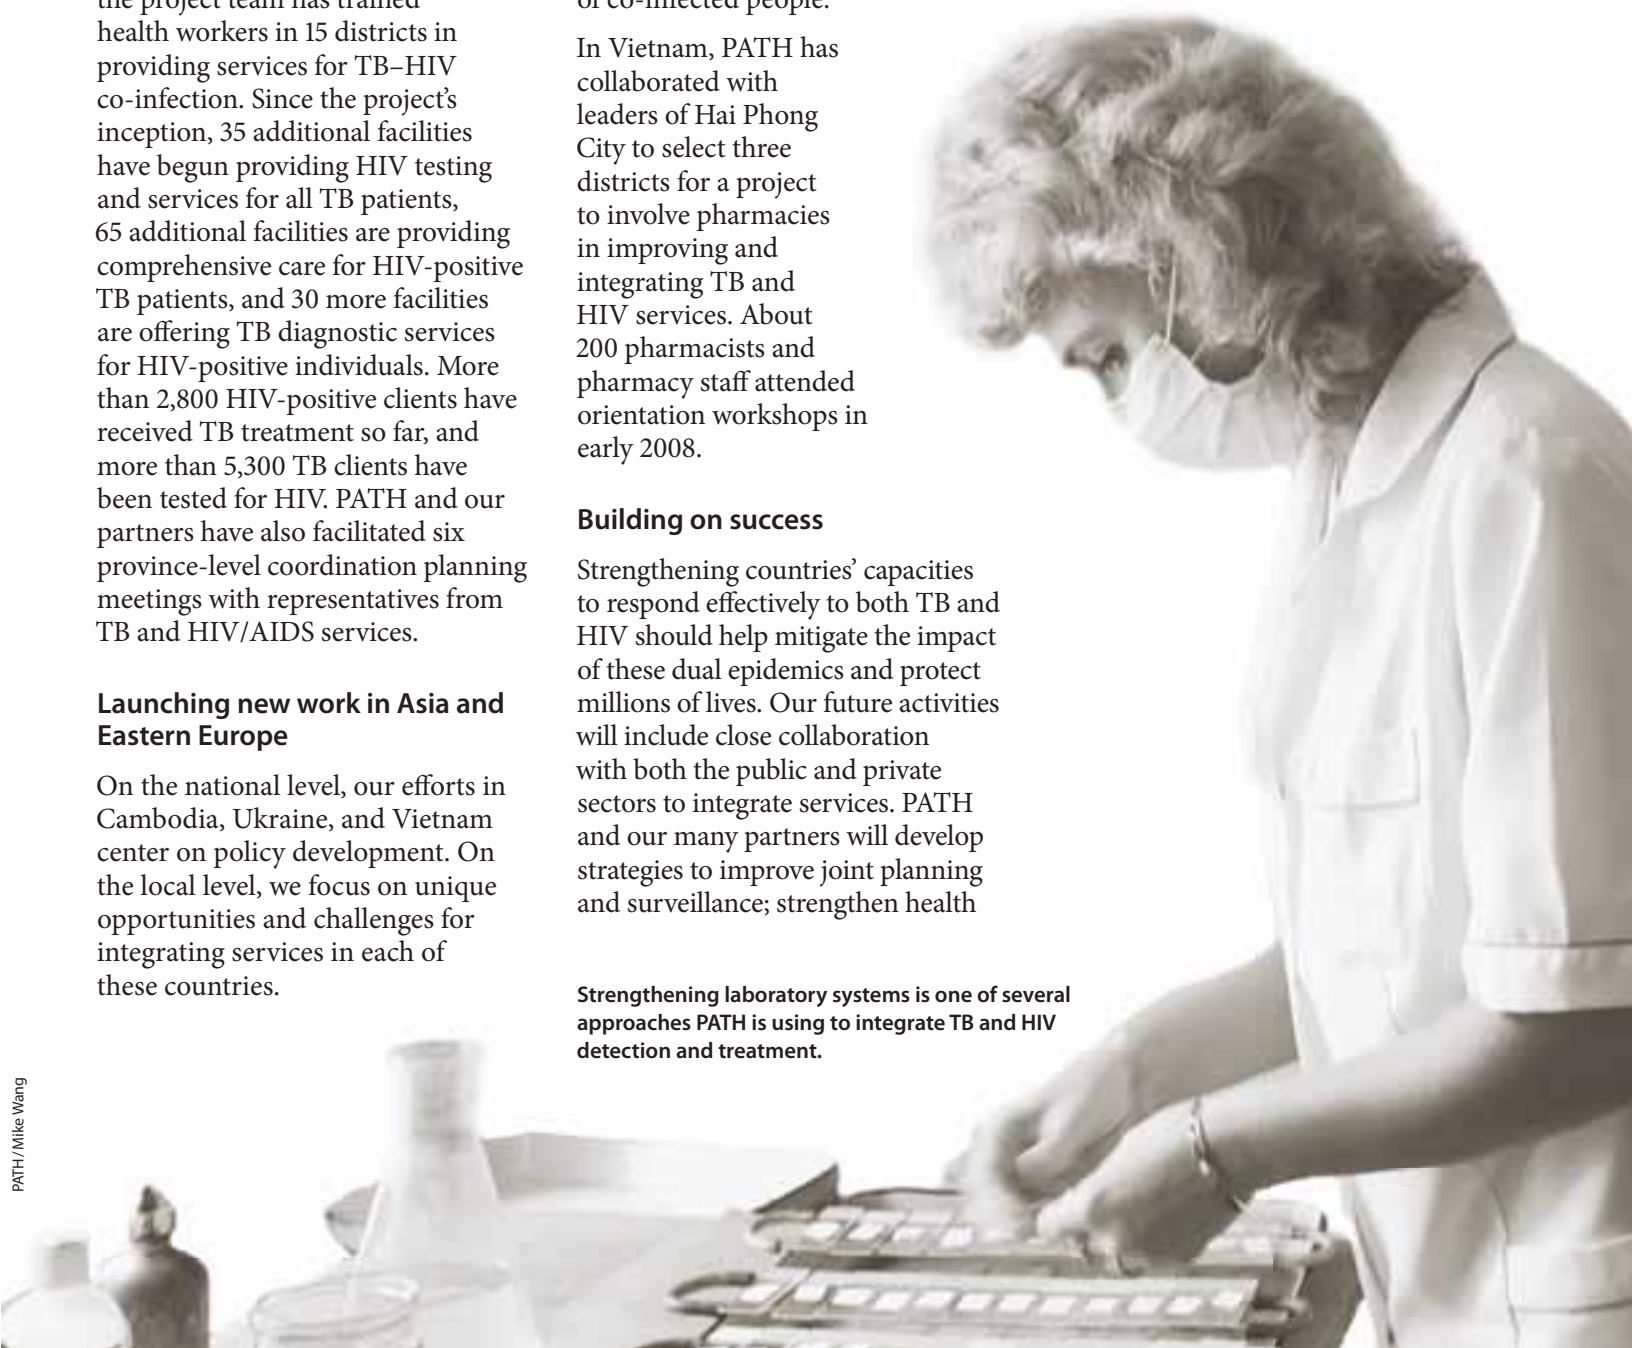 the project team has trained
health workers in 15 districts in
providing services for TB–HIV
co-infection. Since the project’s
inception, 35 additional facilities
have begun providing HIV testing
and services for all TB patients,
65 additional facilities are providing
comprehensive care for HIV-positive
TB patients, and 30 more facilities
are offering TB diagnostic services
for HIV-positive individuals. More
than 2,800 HIV-positive clients have
received TB treatment so far, and
more than 5,300 TB clients have
been tested for HIV. PATH and our
partners have also facilitated six
province-level coordination planning
meetings with representatives from
TB and HIV/AIDS services.
Launching new work in Asia and
Eastern Europe
On the national level, our efforts in
Cambodia, Ukraine, and Vietnam
center on policy development. On
the local level, we focus on unique
opportunities and challenges for
integrating services in each of
these countries.
of co-infected people.
In Vietnam, PATH has
collaborated with
leaders of Hai Phong
City to select three
districts for a project
to involve pharmacies
in improving and
integrating TB and
HIV services. About
200 pharmacists and
pharmacy staff attended
orientation workshops in
early 2008.
Building on success
Strengthening countries’ capacities
to respond effectively to both TB and
HIV should help mitigate the impact
of these dual epidemics and protect
millions of lives. Our future activities
will include close collaboration
with both the public and private
sectors to integrate services. PATH
and our many partners will develop
strategies to improve joint planning
and surveillance; strengthen health
Strengthening laboratory systems is one of several
approaches PATH is using to integrate TB and HIV
detection and treatment.
PATH/Mike Wang